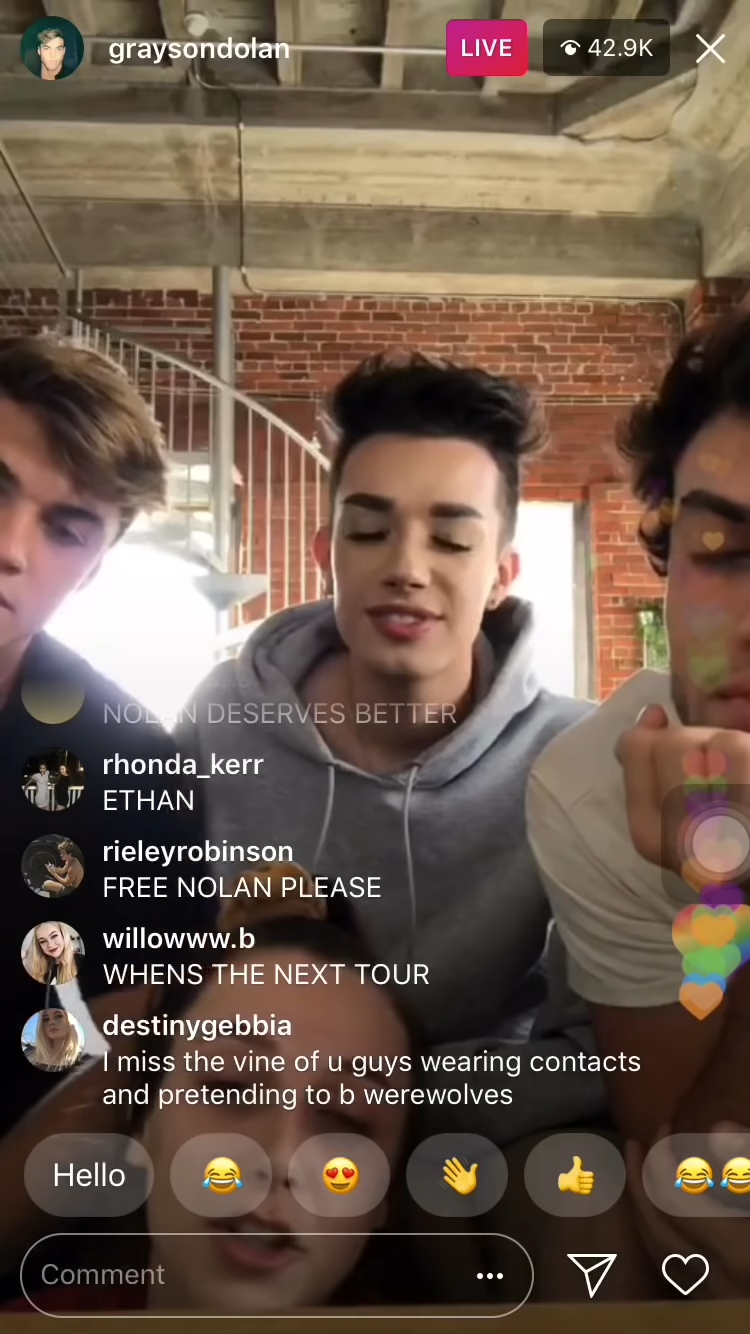 graysondolan
LIVE
42.9K
NOLAN DESERVES BETTER
rhonda_kerr
ETHAN
rieleyrobinson
FREE NOLAN PLEASE
willowww.b
WHENS THE NEXT TOUR
destinygebbia
I miss the vine of u guys wearing contacts
and pretending to b werewolves
Hello
Comment